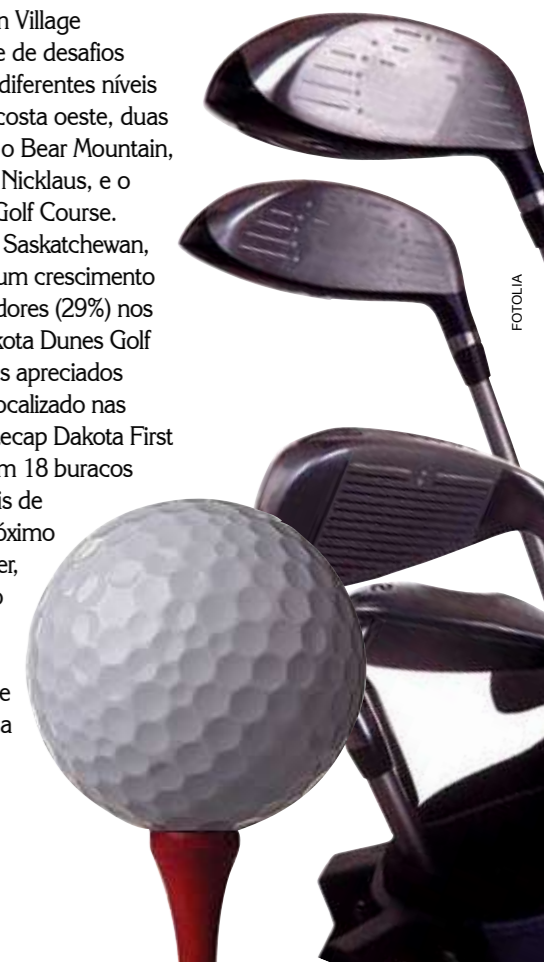 n Village
e de desafios
diferentes níveis
costa oeste, duas
o Bear Mountain,
Nicklaus, e o
Golf Course.
Saskatchewan,
um crescimento
dores (29%) nos
kota Dunes Golf
s apreciados
ocalizado nas
ecap Dakota First
m 18 buracos
is de
óximo
er,
o
e
a
FOTOLIA